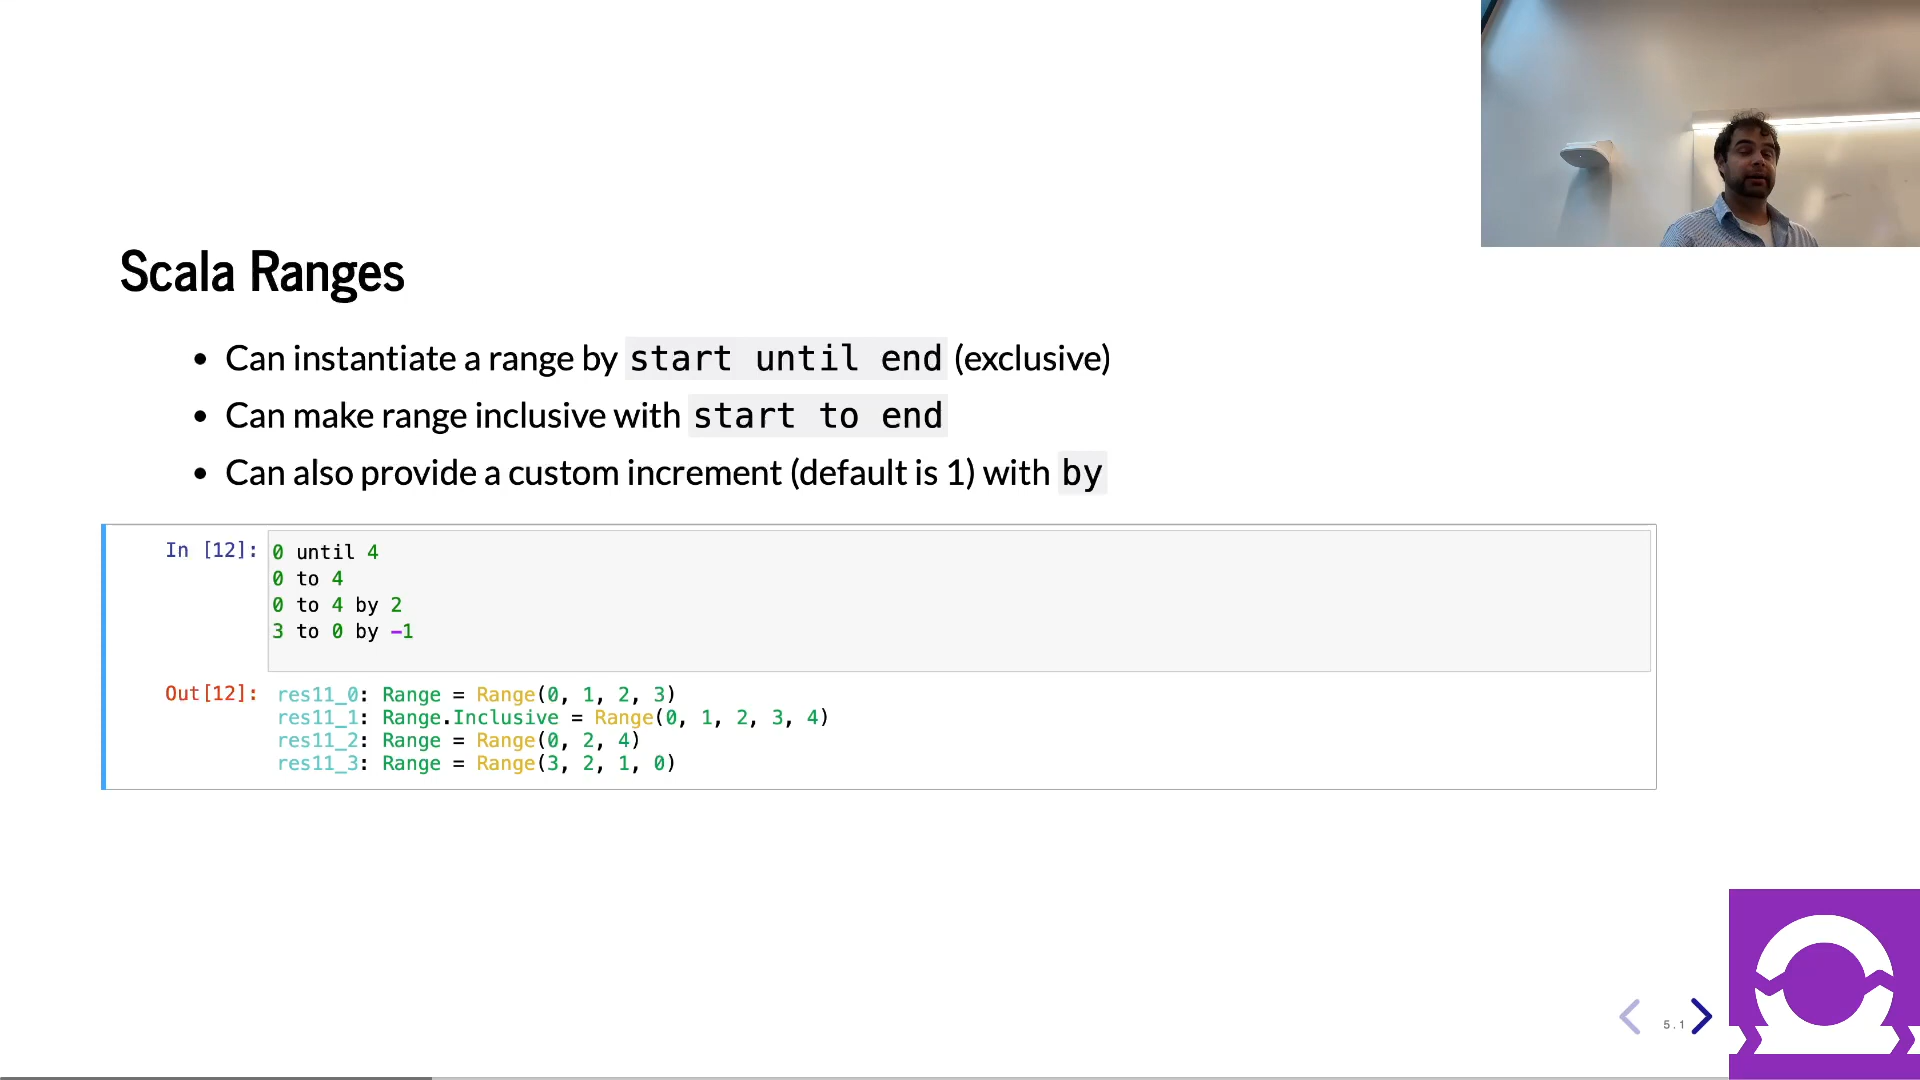 Scala Ranges
• Can instantiate a range by start until end (exclusive)
• Can make range inclusive with start to end
• Can also provide a custom increment (default is 1) with by
In [12]: 0 until 4
0 to 4
0 to 4 by 2
3 to 0 by -1
Out[12]: res11_0: Range = Range(0, 1, 2, 3)
res11_1: Range.Inclusive = Range(0, 1, 2, 3, 4)
res11_2: Range = Range(0, 2, 4)
res11_3: Range = Range(3, 2, 1, 0)
5.1